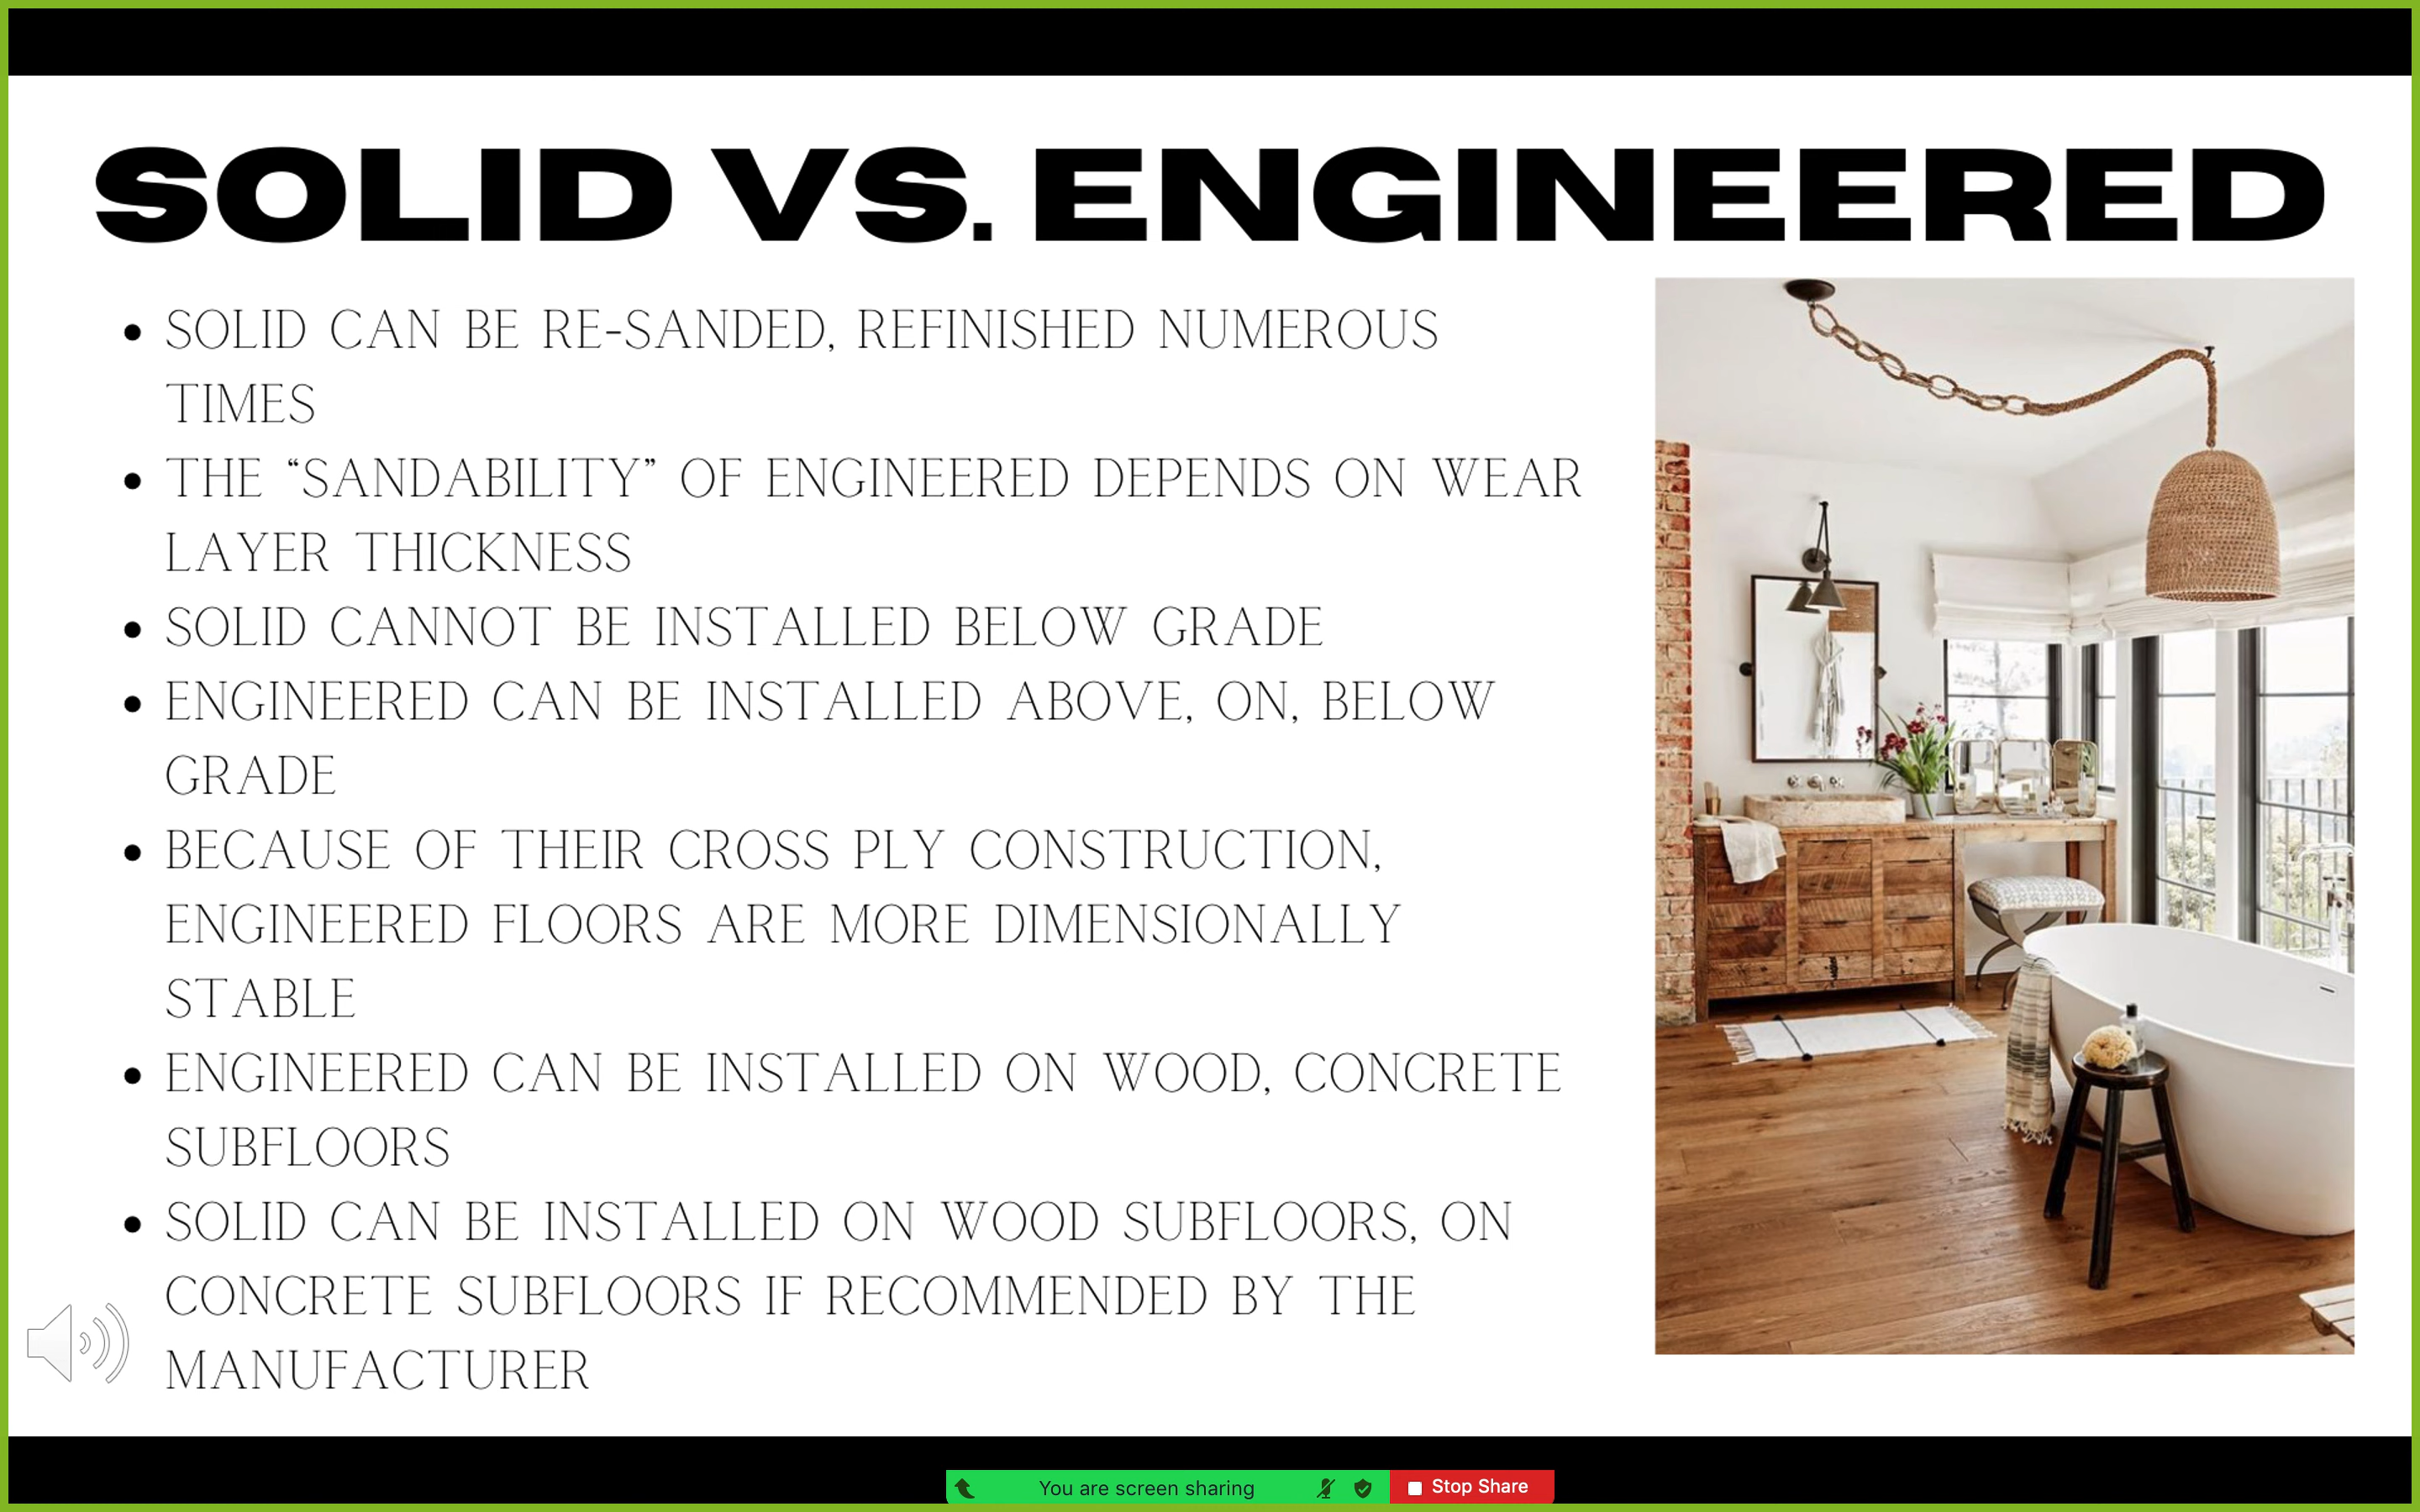 SOLID VS. ENGINEERED
• SOLID CAN BE RE-SANDED, REFINISHED NUMEROUS
TIMES
• THE “SANDABILITY” OF ENGINEERED DEPENDS ON WEAR
LAYER THICKNESS
• SOLID CANNOT BE INSTALLED BELOW GRADE
• ENGINEERED CAN BE INSTALLED ABOVE, ON, BELOW
GRADE
• BECAUSE OF THEIR CROSS PLY CONSTRUCTION,
ENGINEERED FLOORS ARE MORE DIMENSIONALLY
STABLE
• ENGINEERED CAN BE INSTALLED ON WOOD, CONCRETE
SUBFLOORS
• SOLID CAN BE INSTALLED ON WOOD SUBFLOORS, ON
CONCRETE SUBFLOORS IF RECOMMENDED BY THE
MANUFACTURER
You are screen sharing
Stop Share